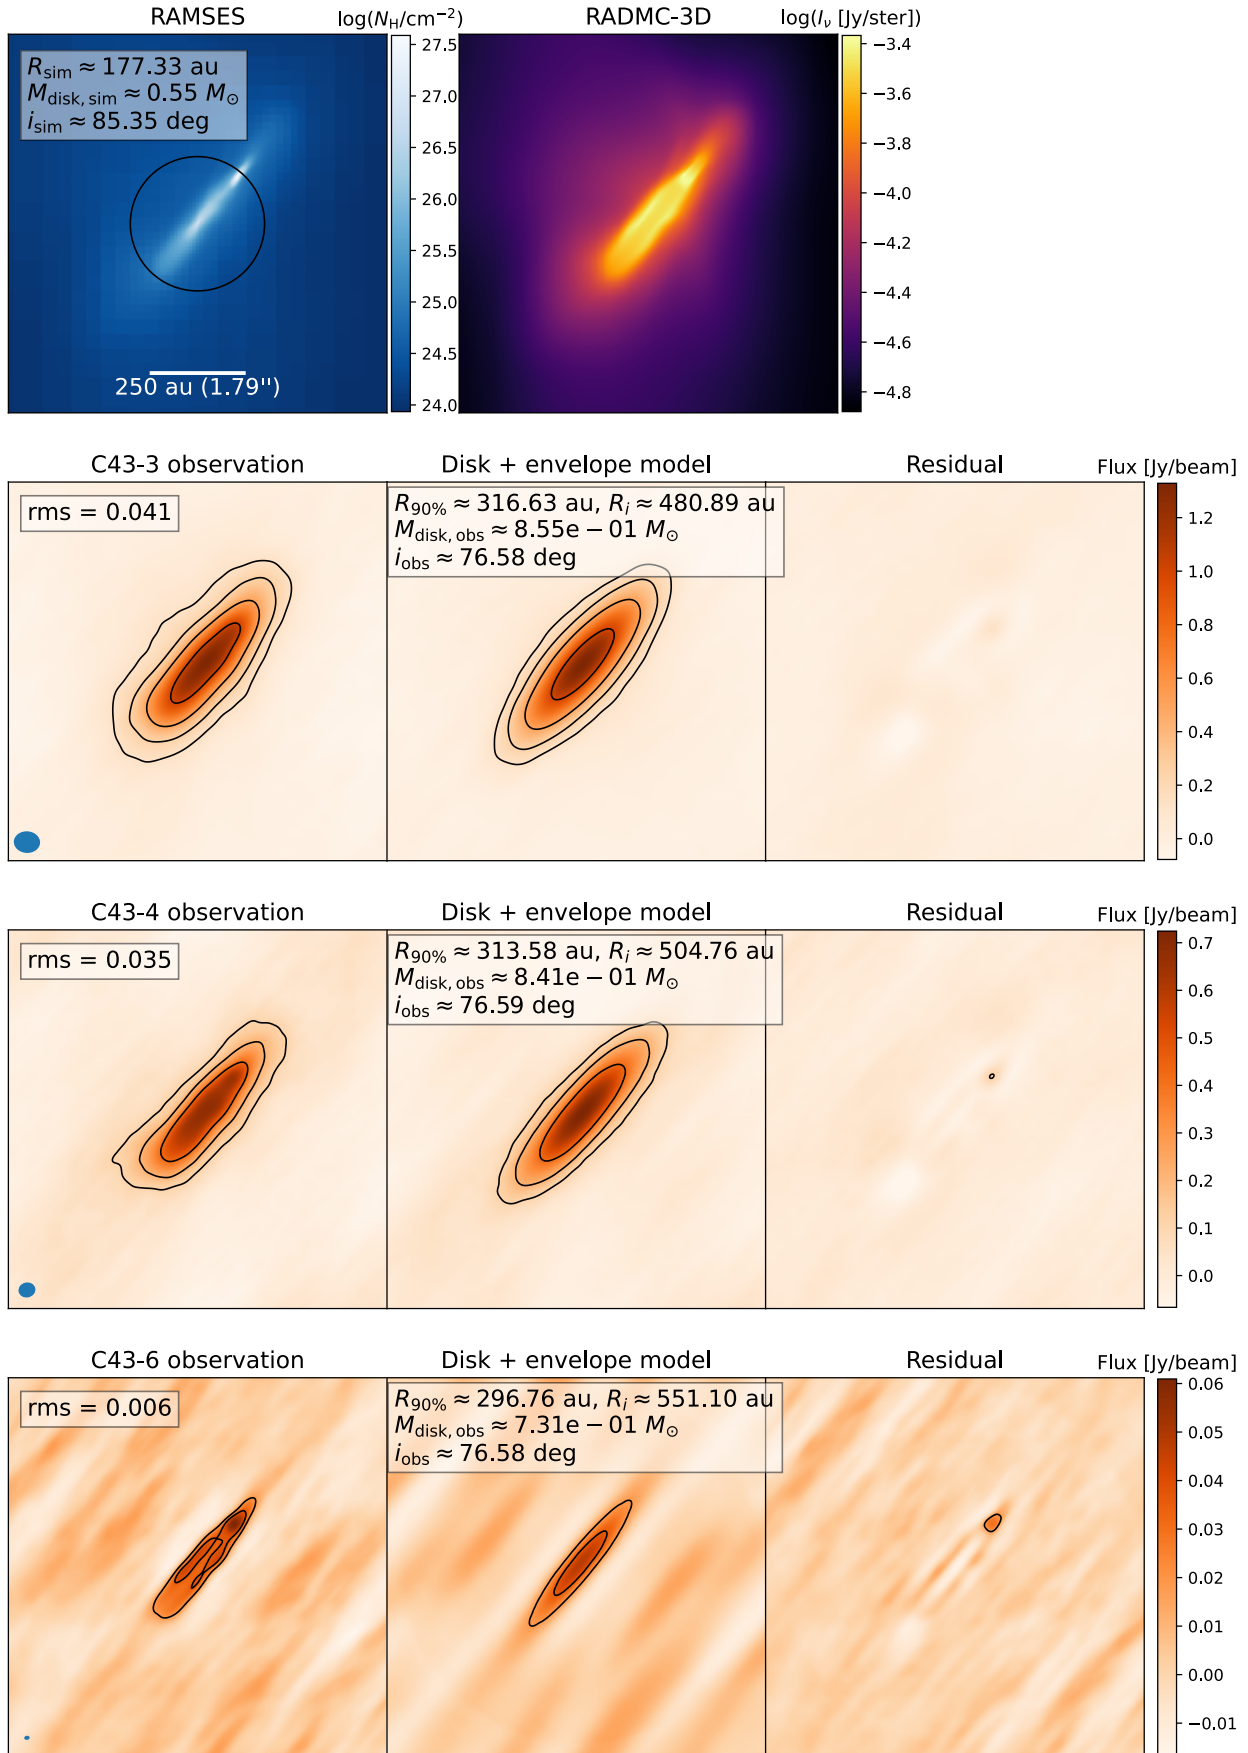 RAMSES
log(N_H/cm⁻²)
RADMC-3D
log(I_ν [Jy/ster])
R_sim ≈ 177.33 au
M_disk, sim ≈ 0.55 M_⊙
i_sim ≈ 85.35 deg
250 au (1.79'')
27.5
27.0
26.5
26.0
25.5
25.0
24.5
24.0
−3.4
−3.6
−3.8
−4.0
−4.2
−4.4
−4.6
−4.8
C43-3 observation
Disk + envelope model
Residual
Flux [Jy/beam]
rms = 0.041
R_90% ≈ 316.63 au, R_i ≈ 480.89 au
M_disk, obs ≈ 8.55e − 01 M_⊙
i_obs ≈ 76.58 deg
1.2
1.0
0.8
0.6
0.4
0.2
0.0
C43-4 observation
Disk + envelope model
Residual
Flux [Jy/beam]
rms = 0.035
R_90% ≈ 313.58 au, R_i ≈ 504.76 au
M_disk, obs ≈ 8.41e − 01 M_⊙
i_obs ≈ 76.59 deg
0.7
0.6
0.5
0.4
0.3
0.2
0.1
0.0
C43-6 observation
Disk + envelope model
Residual
Flux [Jy/beam]
rms = 0.006
R_90% ≈ 296.76 au, R_i ≈ 551.10 au
M_disk, obs ≈ 7.31e − 01 M_⊙
i_obs ≈ 76.58 deg
0.06
0.05
0.04
0.03
0.02
0.01
0.00
−0.01